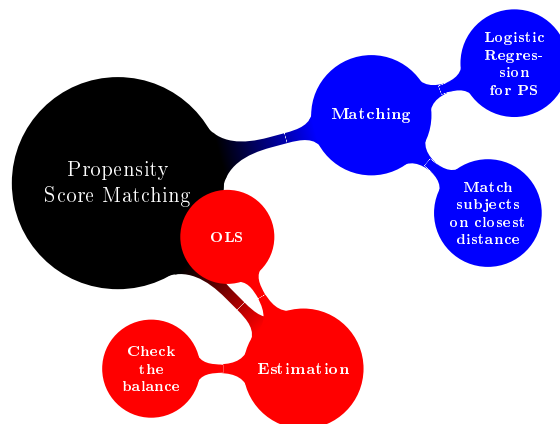 Propensity
Score Matching
Matching
Logistic
Regres-
sion
for PS
Match
subjects
on closest
distance
OLS
Estimation
Check
the
balance